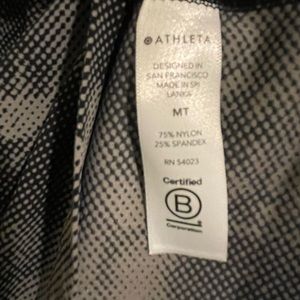 ATHLETA
DESIGNED IN
SAN FRANCISCO
MADE IN SRI
LANKA
MT
75% NYLON
25% SPANDEX
RN 54023
Certified
B
Corporation